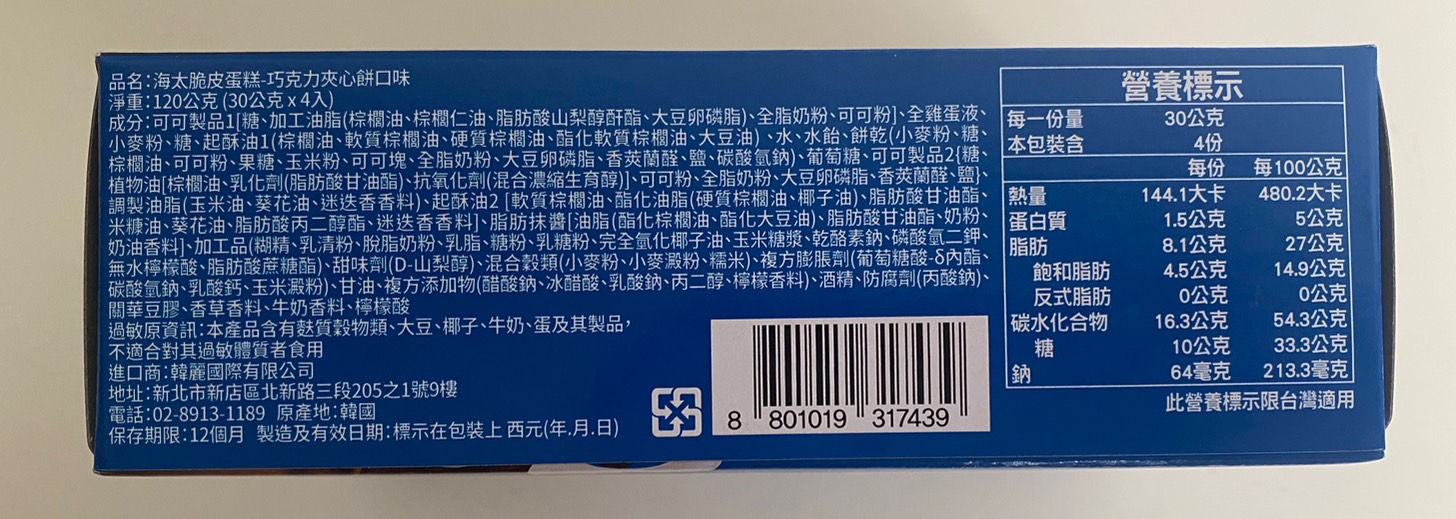 品名:海太脆皮蛋糕-巧克力夾心餅口味
淨重:120公克 (30公克 x 4入)
成分:可可製品1[糖、加工油脂(棕櫚油、棕櫚仁油、脂肪酸山梨醇酐酯、大豆卵磷脂)、全脂奶粉、可可粉]、全雞蛋液、
小麥粉、糖、起酥油1(棕櫚油、軟質棕櫚油、硬質棕櫚油、酯化軟質棕櫚油、大豆油)、水、水飴、餅乾(小麥粉、糖、
棕櫚油、可可粉、果糖、玉米粉、可可塊、全脂奶粉、大豆卵磷脂、香莢蘭醛、鹽、碳酸氫鈉)、葡萄糖、可可製品2{糖、
植物油[棕櫚油、乳化劑(脂肪酸甘油酯)、抗氧化劑(混合濃縮生育醇)]、可可粉、全脂奶粉、大豆卵磷脂、香莢蘭醛、鹽}、
調製油脂(玉米油、葵花油、迷迭香香料)、起酥油2 [軟質棕櫚油、酯化油脂(硬質棕櫚油、椰子油)、脂肪酸甘油酯、
米糠油、葵花油、脂肪酸丙二醇酯、迷迭香香料]、脂肪抹醬[油脂(酯化棕櫚油、酯化大豆油)、脂肪酸甘油酯、奶粉、
奶油香料]、加工品(糊精、乳清粉、脫脂奶粉、乳脂、糖粉、乳糖粉、完全氫化椰子油、玉米糖漿、乾酪素鈉、磷酸氫二鉀、
無水檸檬酸、脂肪酸蔗糖酯)、甜味劑(D-山梨醇)、混合穀類(小麥粉、小麥澱粉、糯米)、複方膨脹劑(葡萄糖酸-δ內酯、
碳酸氫鈉、乳酸鈣、玉米澱粉)、甘油、複方添加物(醋酸鈉、冰醋酸、乳酸鈉、丙二醇、檸檬香料)、酒精、防腐劑(丙酸鈉)、
關華豆膠、香草香料、牛奶香料、檸檬酸
過敏原資訊:本產品含有麩質穀物類、大豆、椰子、牛奶、蛋及其製品,
不適合對其過敏體質者食用
進口商:韓麗國際有限公司
地址:新北市新店區北新路三段205之1號9樓
電話:02-8913-1189 原產地:韓國
保存期限:12個月 製造及有效日期:標示在包裝上 西元(年.月.日)
8 801019 317439
營養標示
每一份量 30公克
本包裝含 4份
每份 每100公克
熱量 144.1大卡 480.2大卡
蛋白質 1.5公克 5公克
脂肪 8.1公克 27公克
飽和脂肪 4.5公克 14.9公克
反式脂肪 0公克 0公克
碳水化合物 16.3公克 54.3公克
糖 10公克 33.3公克
鈉 64毫克 213.3毫克
此營養標示限台灣適用